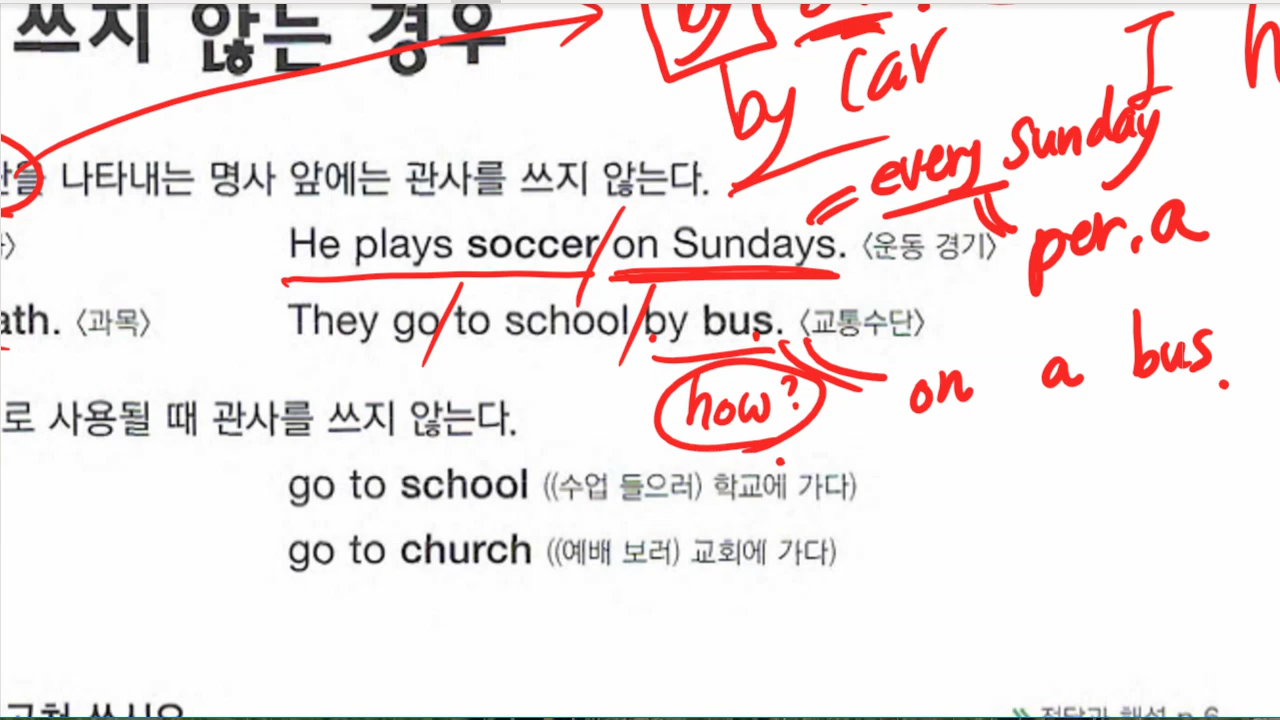 쓰지 않는 경우
by
by car
I
every Sunday
을 나타내는 명사 앞에는 관사를 쓰지 않는다.
He plays soccer on Sundays. 〈운동 경기〉
per. a
ath. 〈과목〉
They go to school by bus. 〈교통수단〉
on a bus.
how?
로 사용될 때 관사를 쓰지 않는다.
go to school ((수업 들으러) 학교에 가다)
go to church ((예배 보러) 교회에 가다)